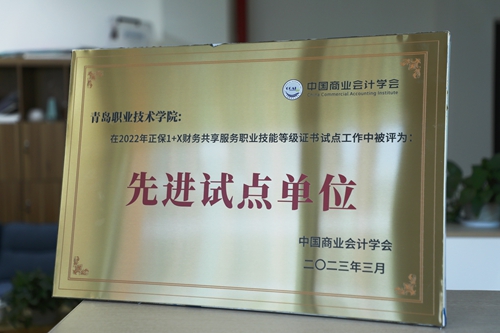 中国商业会计学会
China Commercial Accounting Institute
青岛职业技术学院:
在2022年正保1+X财务共享服务职业技能等级证书试点工作中被评为:
先进试点单位
中国商业会计学会
二〇二三年三月